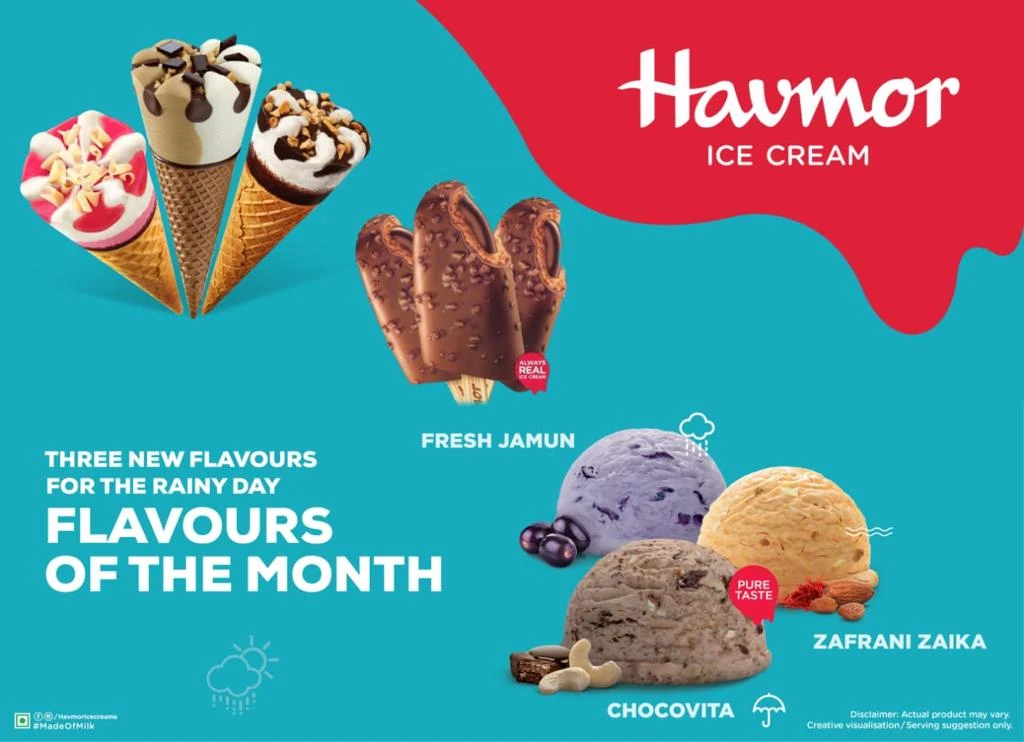 Havmor
ICE CREAM
ALWAYS
REAL
ICE CREAM
FRESH JAMUN
THREE NEW FLAVOURS
FOR THE RAINY DAY
FLAVOURS
OF THE MONTH
PURE
TASTE
ZAFRANI ZAIKA
CHOCOVITA
/Havmoricecreams
#MadeOfMilk
Disclaimer: Actual product may vary.
Creative visualisation/Serving suggestion only.